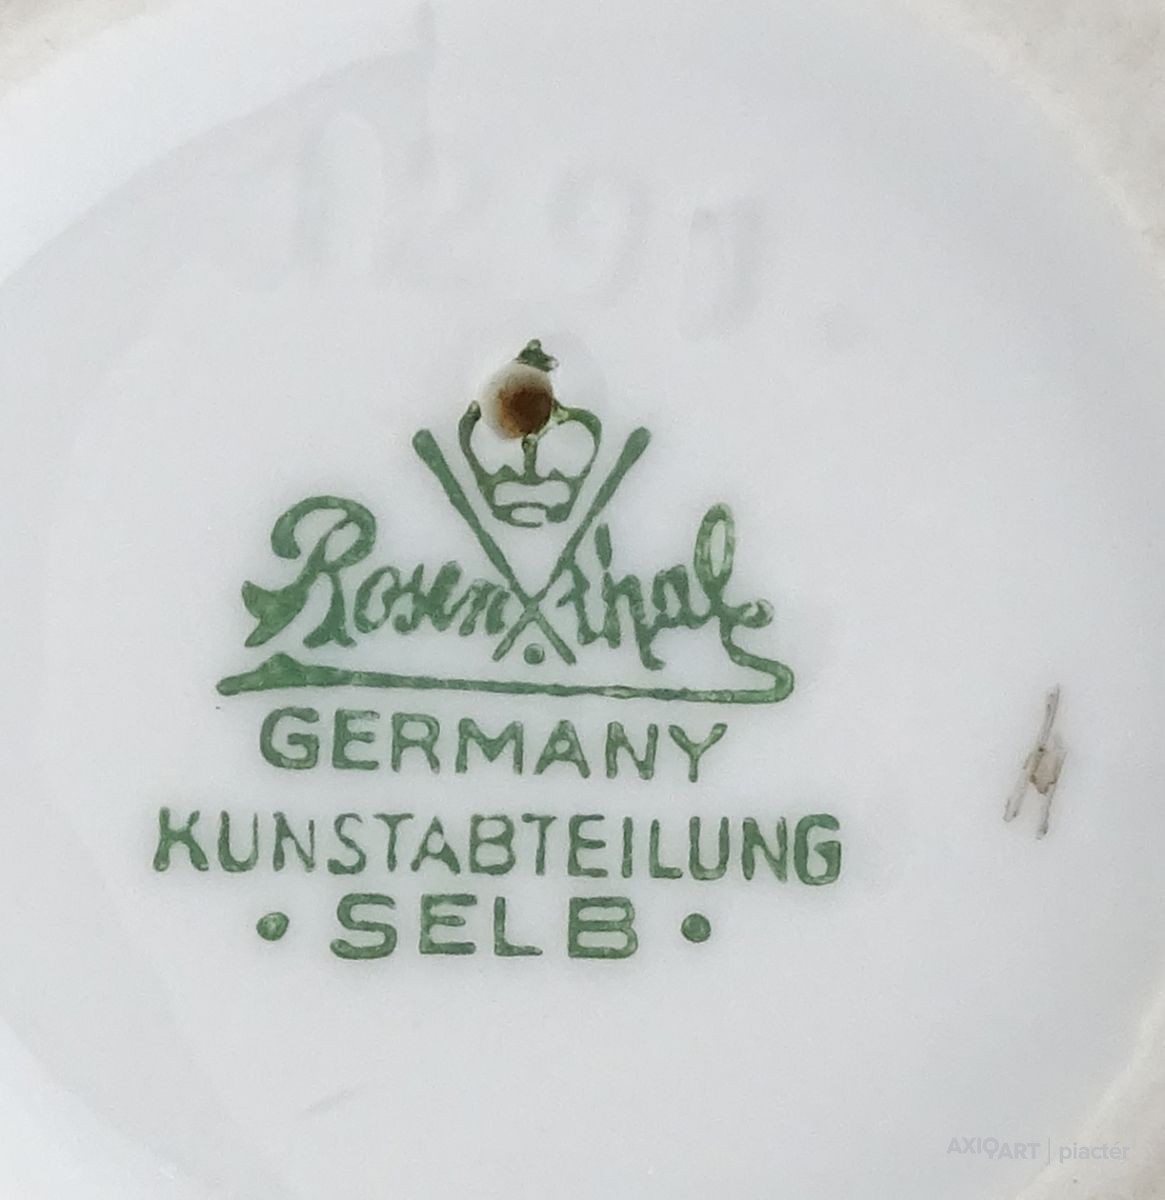 Rosenthal
GERMANY
KUNSTABTEILUNG
• SELB •
AXIOART | piactér